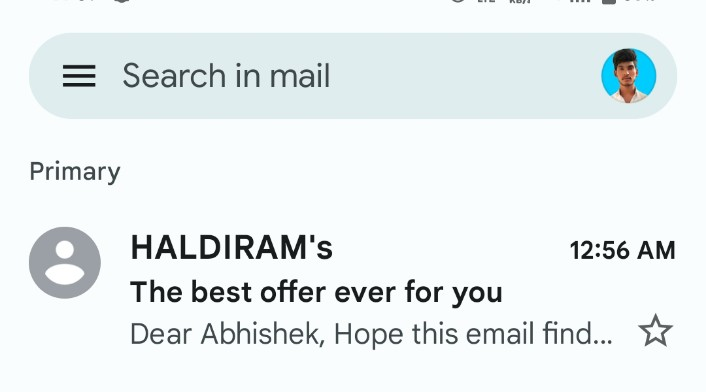 Search in mail
Primary
HALDIRAM's 12:56 AM
The best offer ever for you
Dear Abhishek, Hope this email find...